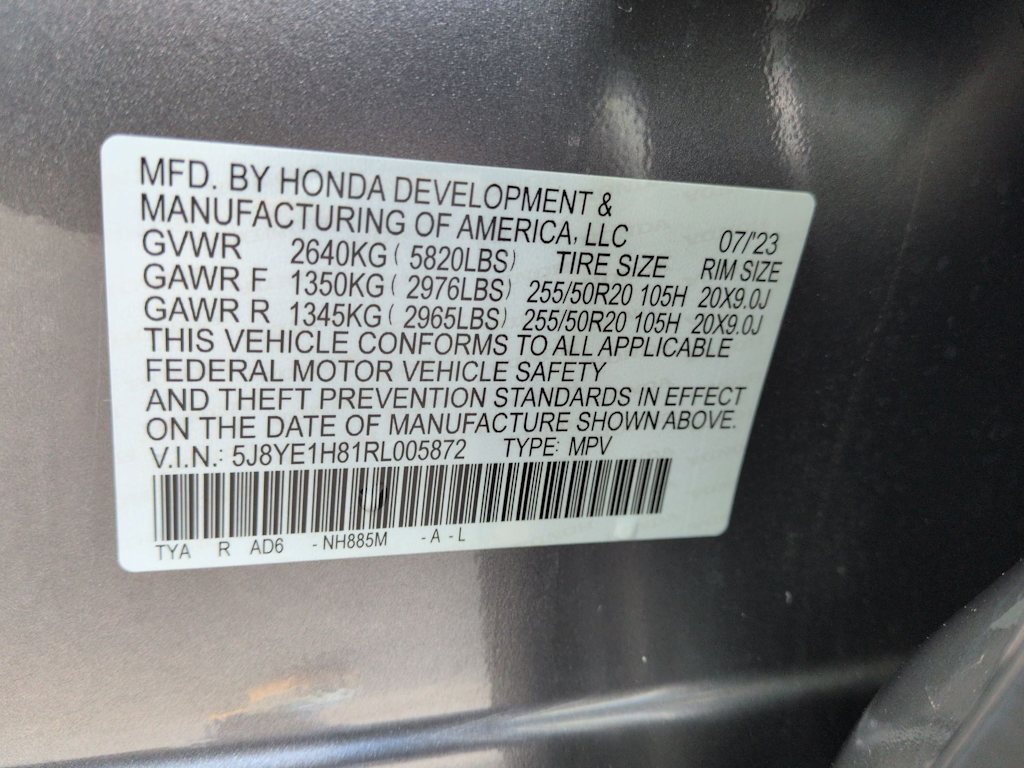 MFD. BY HONDA DEVELOPMENT &
MANUFACTURING OF AMERICA, LLC 07/'23
GVWR 2640KG ( 5820LBS) TIRE SIZE RIM SIZE
GAWR F 1350KG ( 2976LBS) 255/50R20 105H 20X9.0J
GAWR R 1345KG ( 2965LBS) 255/50R20 105H 20X9.0J
THIS VEHICLE CONFORMS TO ALL APPLICABLE
FEDERAL MOTOR VEHICLE SAFETY
AND THEFT PREVENTION STANDARDS IN EFFECT
ON THE DATE OF MANUFACTURE SHOWN ABOVE.
V.I.N.: 5J8YE1H81RL005872 TYPE: MPV
TYA R AD6 -NH885M -A -L